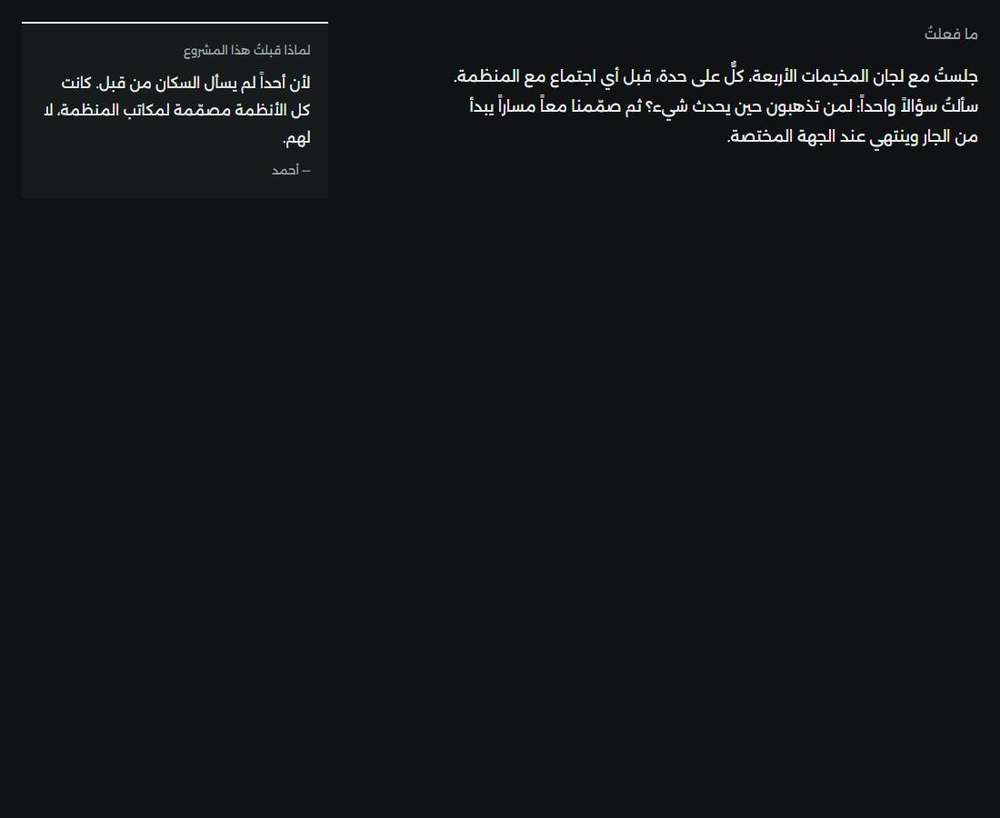 ما فعلتُ
جلستُ مع لجان المخيمات الأربعة، كلٌّ على حدة، قبل أي اجتماع مع المنظمة.
سألتُ سؤالاً واحداً: لمن تذهبون حين يحدث شيء؟ ثم صمّمنا معاً مساراً يبدأ
من الجار وينتهي عند الجهة المختصة.
لماذا قبلتُ هذا المشروع
لأن أحداً لم يسأل السكان من قبل. كانت
كل الأنظمة مصمّمة لمكاتب المنظمة، لا
لهم.
— أحمد